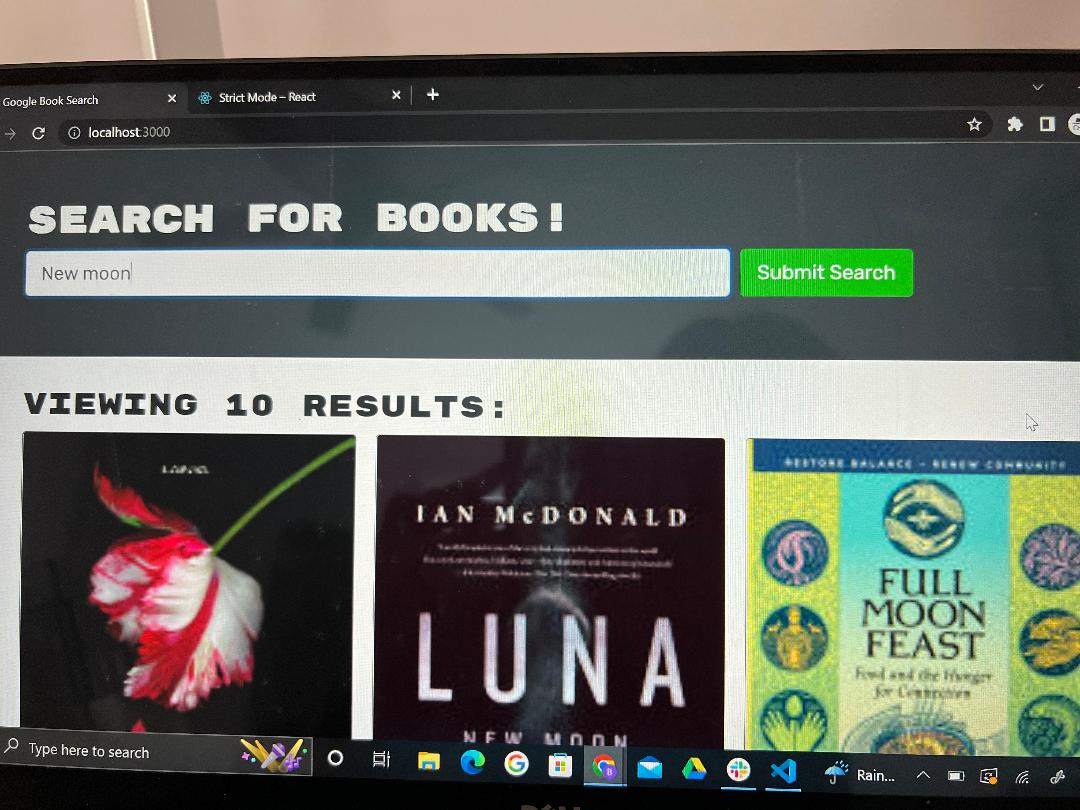 Google Book Search
Strict Mode – React
localhost:3000
SEARCH FOR BOOKS!
New moon
Submit Search
VIEWING 10 RESULTS:
IAN McDONALD
LUNA
NEW MOON
RESTORE BALANCE - RENEW COMMUNITY
FULL
MOON
FEAST
Food and the Hunger
for Connection
Type here to search
Rain...